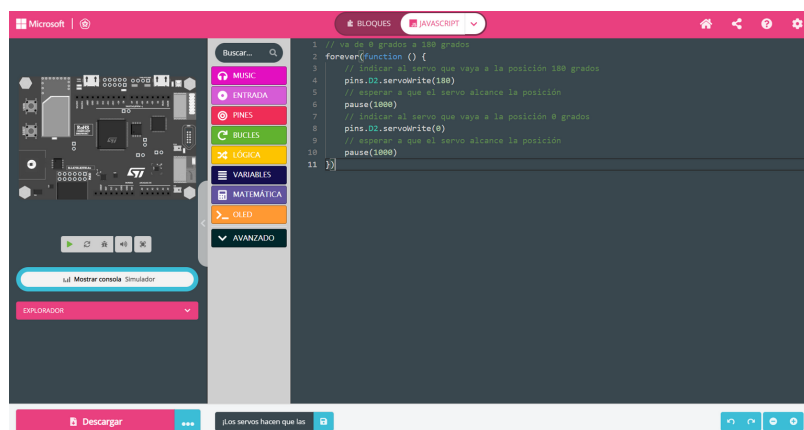 Microsoft
BLOQUES
JAVASCRIPT
Buscar...
MUSIC
ENTRADA
PINES
BUCLES
LÓGICA
VARIABLES
MATEMÁTICA
OLED
AVANZADO
1 // va de 0 grados a 180 grados
2 forever(function () {
3 // indicar al servo que vaya a la posición 180 grados
4 pins.D2.servoWrite(180)
5 // esperar a que el servo alcance la posición
6 pause(1000)
7 // indicar al servo que vaya a la posición 0 grados
8 pins.D2.servoWrite(0)
9 // esperar a que el servo alcance la posición
10 pause(1000)
11 })
Mostrar consola Simulador
EXPLORADOR
Descargar
¡Los servos hacen que las